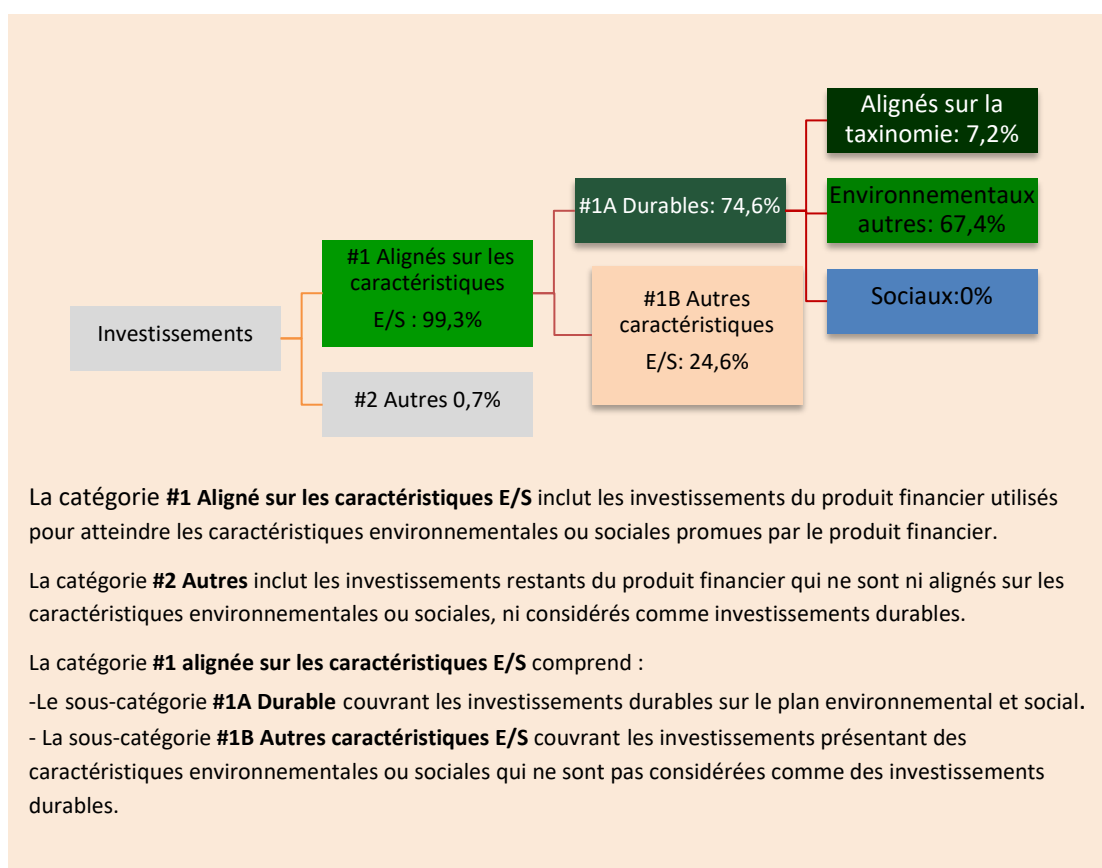 Alignés sur la
taxinomie: 7,2%
#1A Durables: 74,6%
Environnementaux
autres: 67,4%
#1 Alignés sur les
caractéristiques
E/S : 99,3%
#1B Autres
caractéristiques
E/S: 24,6%
Sociaux:0%
Investissements
#2 Autres 0,7%
La catégorie #1 Aligné sur les caractéristiques E/S inclut les investissements du produit financier utilisés
pour atteindre les caractéristiques environnementales ou sociales promues par le produit financier.
La catégorie #2 Autres inclut les investissements restants du produit financier qui ne sont ni alignés sur les
caractéristiques environnementales ou sociales, ni considérés comme investissements durables.
La catégorie #1 alignée sur les caractéristiques E/S comprend :
-Le sous-catégorie #1A Durable couvrant les investissements durables sur le plan environnemental et social.
- La sous-catégorie #1B Autres caractéristiques E/S couvrant les investissements présentant des
caractéristiques environnementales ou sociales qui ne sont pas considérées comme des investissements
durables.